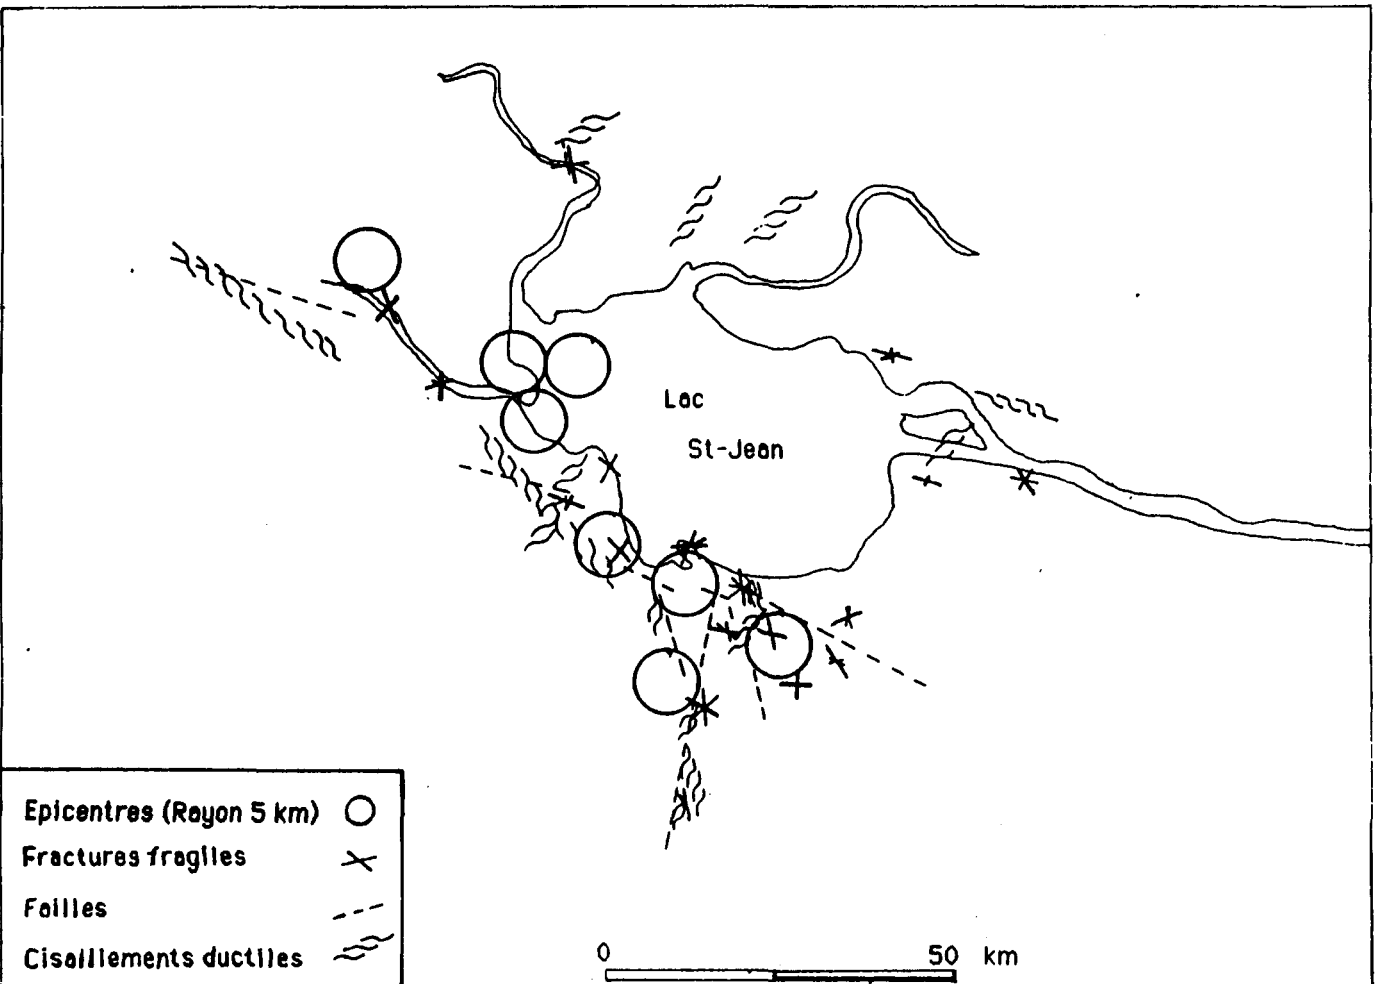 Lac
St-Jean
Epicentres (Rayon 5 km)
Fractures fragiles
Failles
Cisaillements ductiles
0 50 km